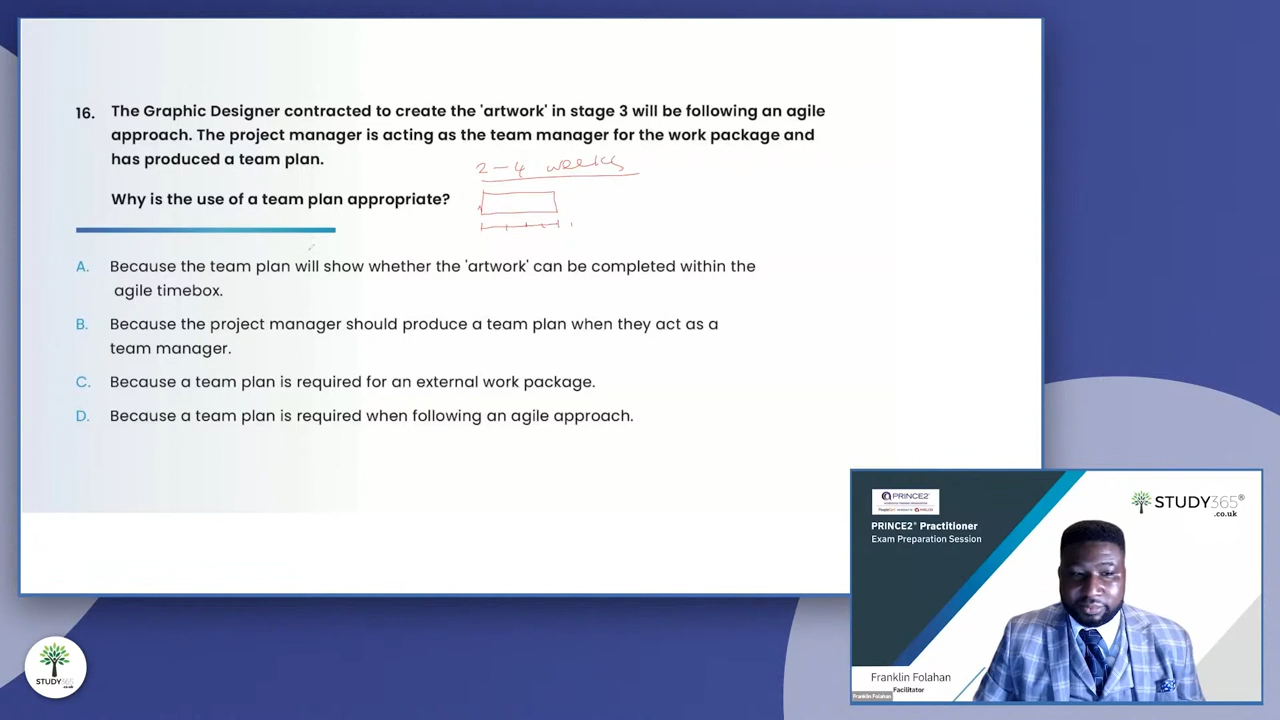 16. The Graphic Designer contracted to create the 'artwork' in stage 3 will be following an agile
approach. The project manager is acting as the team manager for the work package and
has produced a team plan.
2-4 weeks
Why is the use of a team plan appropriate?
A. Because the team plan will show whether the 'artwork' can be completed within the
agile timebox.
B. Because the project manager should produce a team plan when they act as a
team manager.
C. Because a team plan is required for an external work package.
D. Because a team plan is required when following an agile approach.
PRINCE2
PRINCE2® Practitioner
Exam Preparation Session
STUDY365®
.co.uk
Franklin Folahan
Facilitator
Franklin Folahan
STUDY365
.co.uk